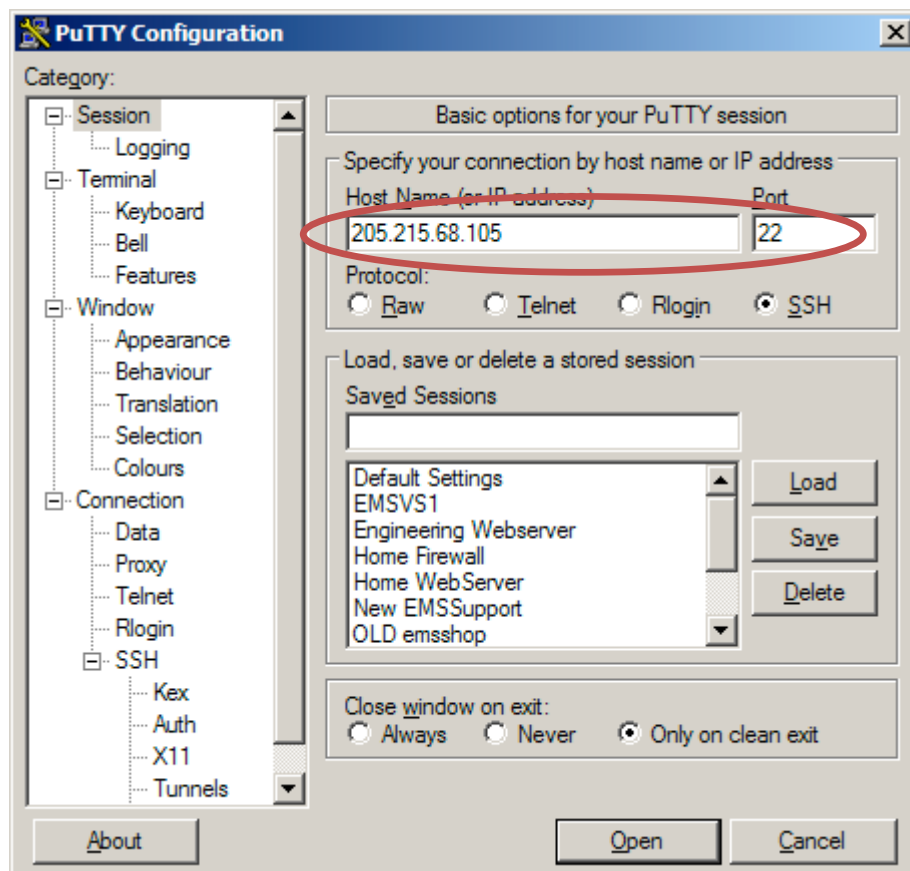 PuTTY Configuration
Category:
Session
Logging
Terminal
Keyboard
Bell
Features
Window
Appearance
Behaviour
Translation
Selection
Colours
Connection
Data
Proxy
Telnet
Rlogin
SSH
Kex
Auth
X11
Tunnels
Basic options for your PuTTY session
Specify your connection by host name or IP address
Host Name (or IP address) Port
205.215.68.105 22
Protocol:
Raw Telnet Rlogin SSH
Load, save or delete a stored session
Saved Sessions
Default Settings
EMSVS1
Engineering Webserver
Home Firewall
Home WebServer
New EMSSupport
OLD emsshop
Load
Save
Delete
Close window on exit:
Always Never Only on clean exit
About Open Cancel